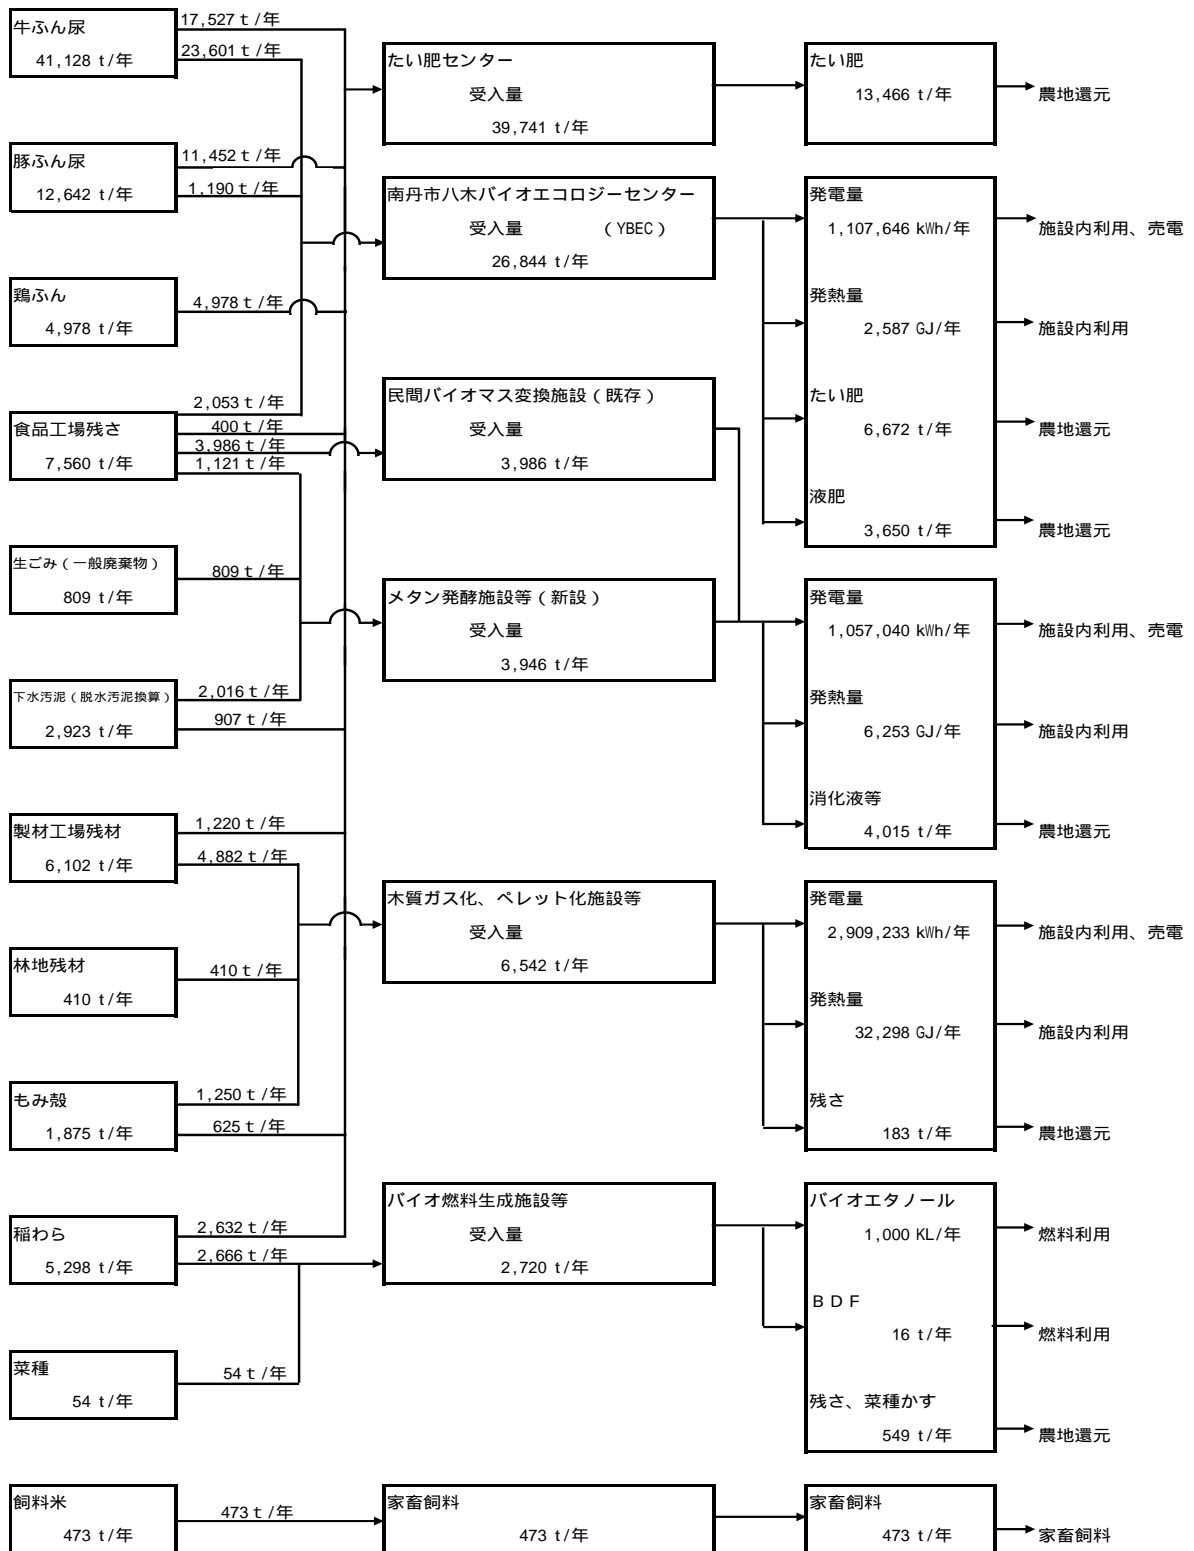 牛ふん尿
41,128 t/年
17,527 t/年
23,601 t/年
豚ふん尿
12,642 t/年
11,452 t/年
1,190 t/年
鶏ふん
4,978 t/年
4,978 t/年
食品工場残さ
7,560 t/年
2,053 t/年
400 t/年
3,986 t/年
1,121 t/年
生ごみ(一般廃棄物)
809 t/年
809 t/年
下水汚泥(脱水汚泥換算)
2,923 t/年
2,016 t/年
907 t/年
製材工場残材
6,102 t/年
1,220 t/年
4,882 t/年
林地残材
410 t/年
410 t/年
もみ殻
1,875 t/年
1,250 t/年
625 t/年
稲わら
5,298 t/年
2,632 t/年
2,666 t/年
菜種
54 t/年
54 t/年
飼料米
473 t/年
473 t/年
たい肥センター
受入量
39,741 t/年
南丹市八木バイオエコロジーセンター
受入量 (YBEC)
26,844 t/年
民間バイオマス変換施設(既存)
受入量
3,986 t/年
メタン発酵施設等(新設)
受入量
3,946 t/年
木質ガス化、ペレット化施設等
受入量
6,542 t/年
バイオ燃料生成施設等
受入量
2,720 t/年
家畜飼料
473 t/年
たい肥
13,466 t/年
農地還元
発電量
1,107,646 kWh/年
施設内利用、売電
発熱量
2,587 GJ/年
施設内利用
たい肥
6,672 t/年
農地還元
液肥
3,650 t/年
農地還元
発電量
1,057,040 kWh/年
施設内利用、売電
発熱量
6,253 GJ/年
施設内利用
消化液等
4,015 t/年
農地還元
発電量
2,909,233 kWh/年
施設内利用、売電
発熱量
32,298 GJ/年
施設内利用
残さ
183 t/年
農地還元
バイオエタノール
1,000 KL/年
燃料利用
BDF
16 t/年
燃料利用
残さ、菜種かす
549 t/年
農地還元
家畜飼料
473 t/年
家畜飼料